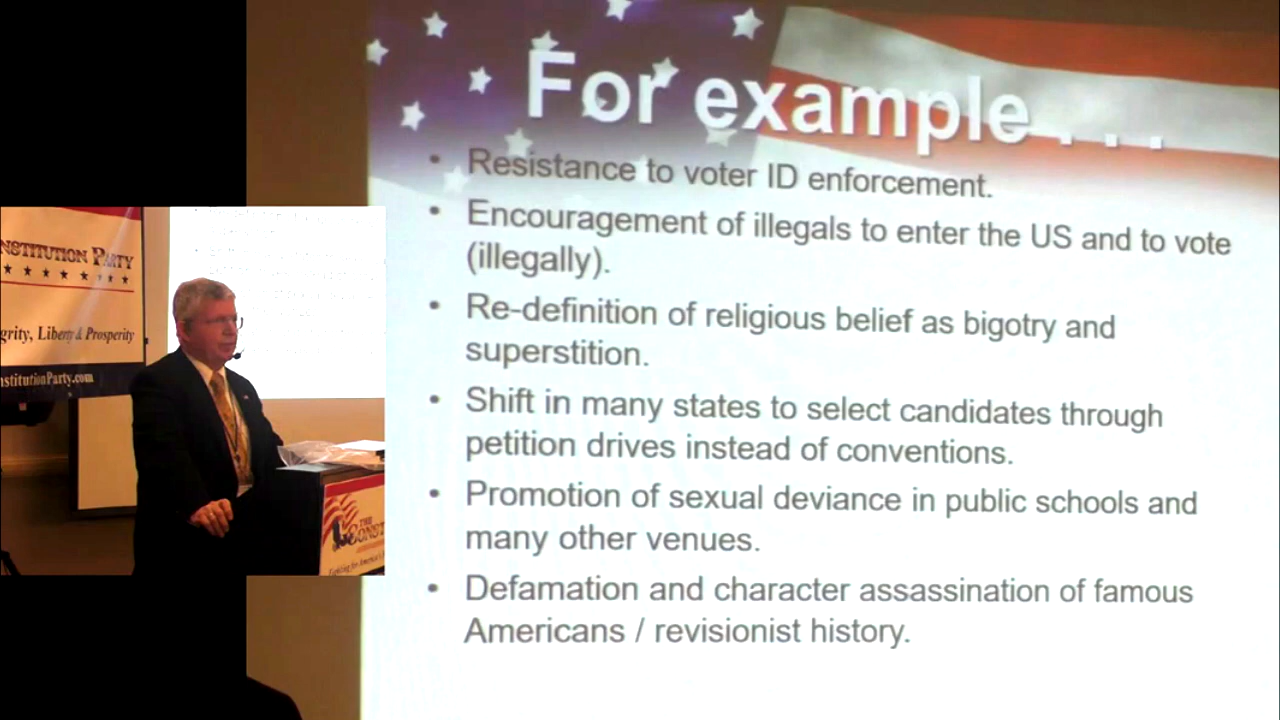 For example . . .
• Resistance to voter ID enforcement.
• Encouragement of illegals to enter the US and to vote
(illegally).
• Re-definition of religious belief as bigotry and
superstition.
• Shift in many states to select candidates through
petition drives instead of conventions.
• Promotion of sexual deviance in public schools and
many other venues.
• Defamation and character assassination of famous
Americans / revisionist history.
NSTITUTION PARTY
grity, Liberty & Prosperity
nstitutionParty.com
THE
CONST